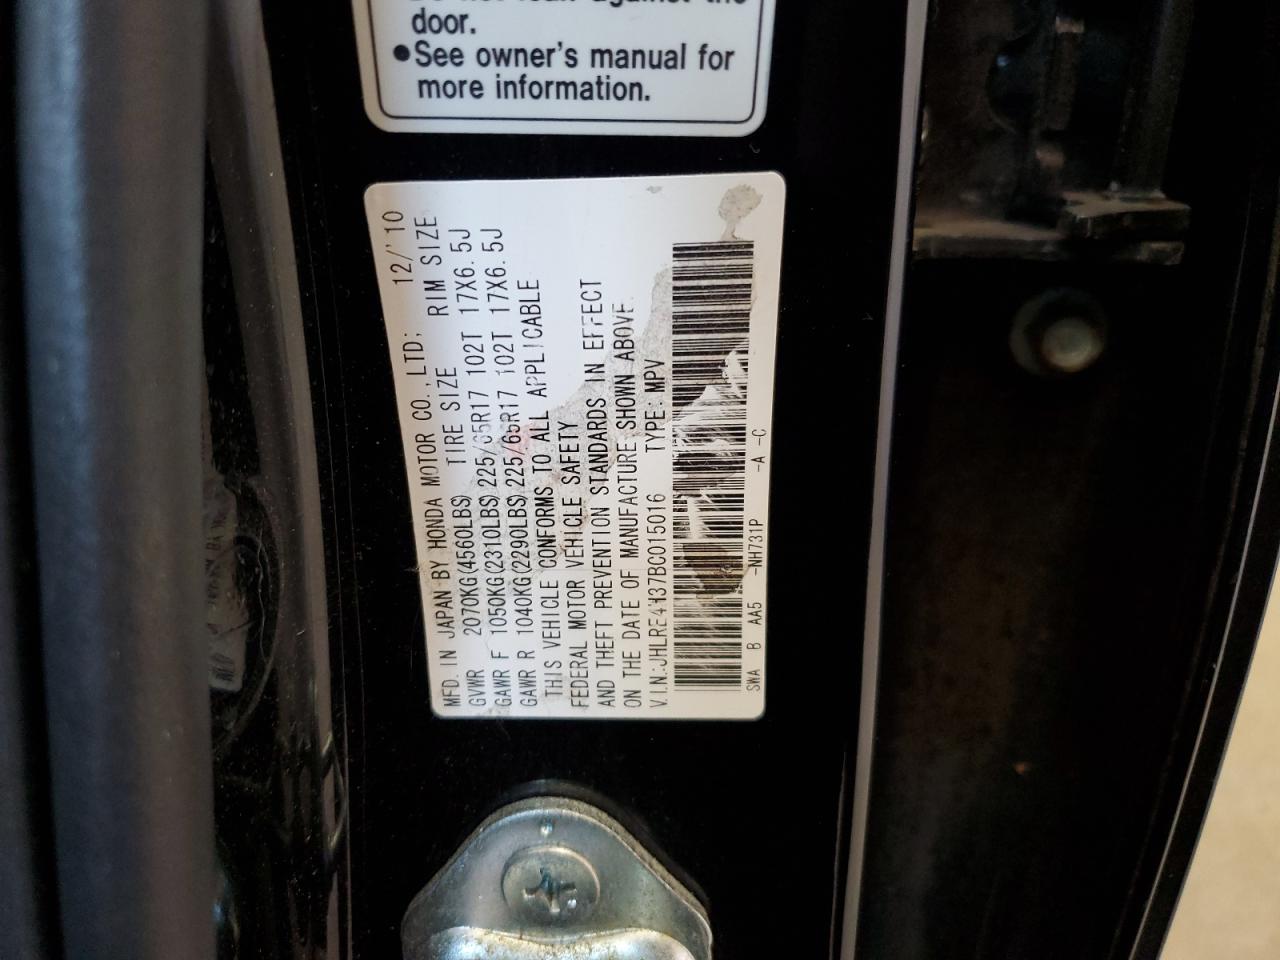 door.
●See owner's manual for
more information.
MFD. IN JAPAN BY HONDA MOTOR CO.,LTD; 12/'10
TIRE SIZE RIM SIZE
GVWR 2070KG(4560LBS)
GAWR F 1050KG(2310LBS) 225/65R17 102T 17X6.5J
GAWR R 1040KG(2290LBS) 225/65R17 102T 17X6.5J
THIS VEHICLE CONFORMS TO ALL APPLICABLE
FEDERAL MOTOR VEHICLE SAFETY
AND THEFT PREVENTION STANDARDS IN EFFECT
ON THE DATE OF MANUFACTURE SHOWN ABOVE.
V.I.N.:JHLRE4H37BC015016 TYPE: MPV
SWA B AA5 -NH731P -A -C